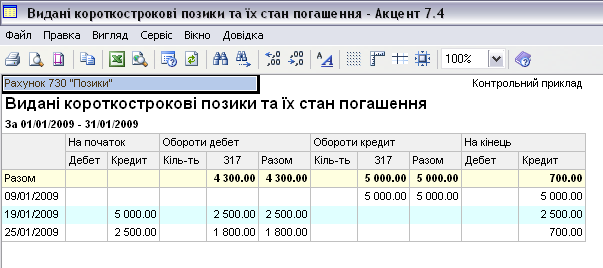 Видані короткострокові позики та їх стан погашення - Акцент 7.4
Файл Правка Вигляд Сервіс Вікно Довідка
100%
Рахунок 730 "Позики" Контрольний приклад
Видані короткострокові позики та їх стан погашення
За 01/01/2009 - 31/01/2009
На початок Обороти дебет Обороти кредит На кінець
Дебет Кредит Кіль-ть 317 Разом Кіль-ть 317 Разом Дебет Кредит
Разом 4 300.00 4 300.00 5 000.00 5 000.00 700.00
09/01/2009 5 000.00 5 000.00 5 000.00
19/01/2009 5 000.00 2 500.00 2 500.00 2 500.00
25/01/2009 2 500.00 1 800.00 1 800.00 700.00